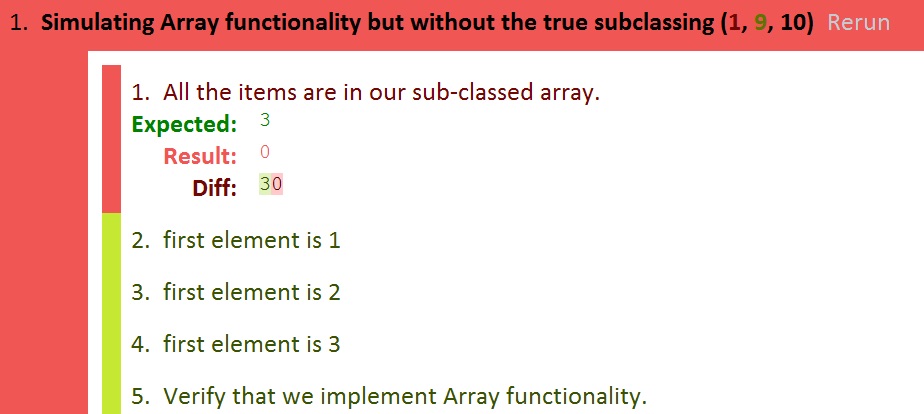 1. Simulating Array functionality but without the true subclassing (1, 9, 10) Rerun
1. All the items are in our sub-classed array.
Expected: 3
Result: 0
Diff: 30
2. first element is 1
3. first element is 2
4. first element is 3
5. Verify that we implement Array functionality.